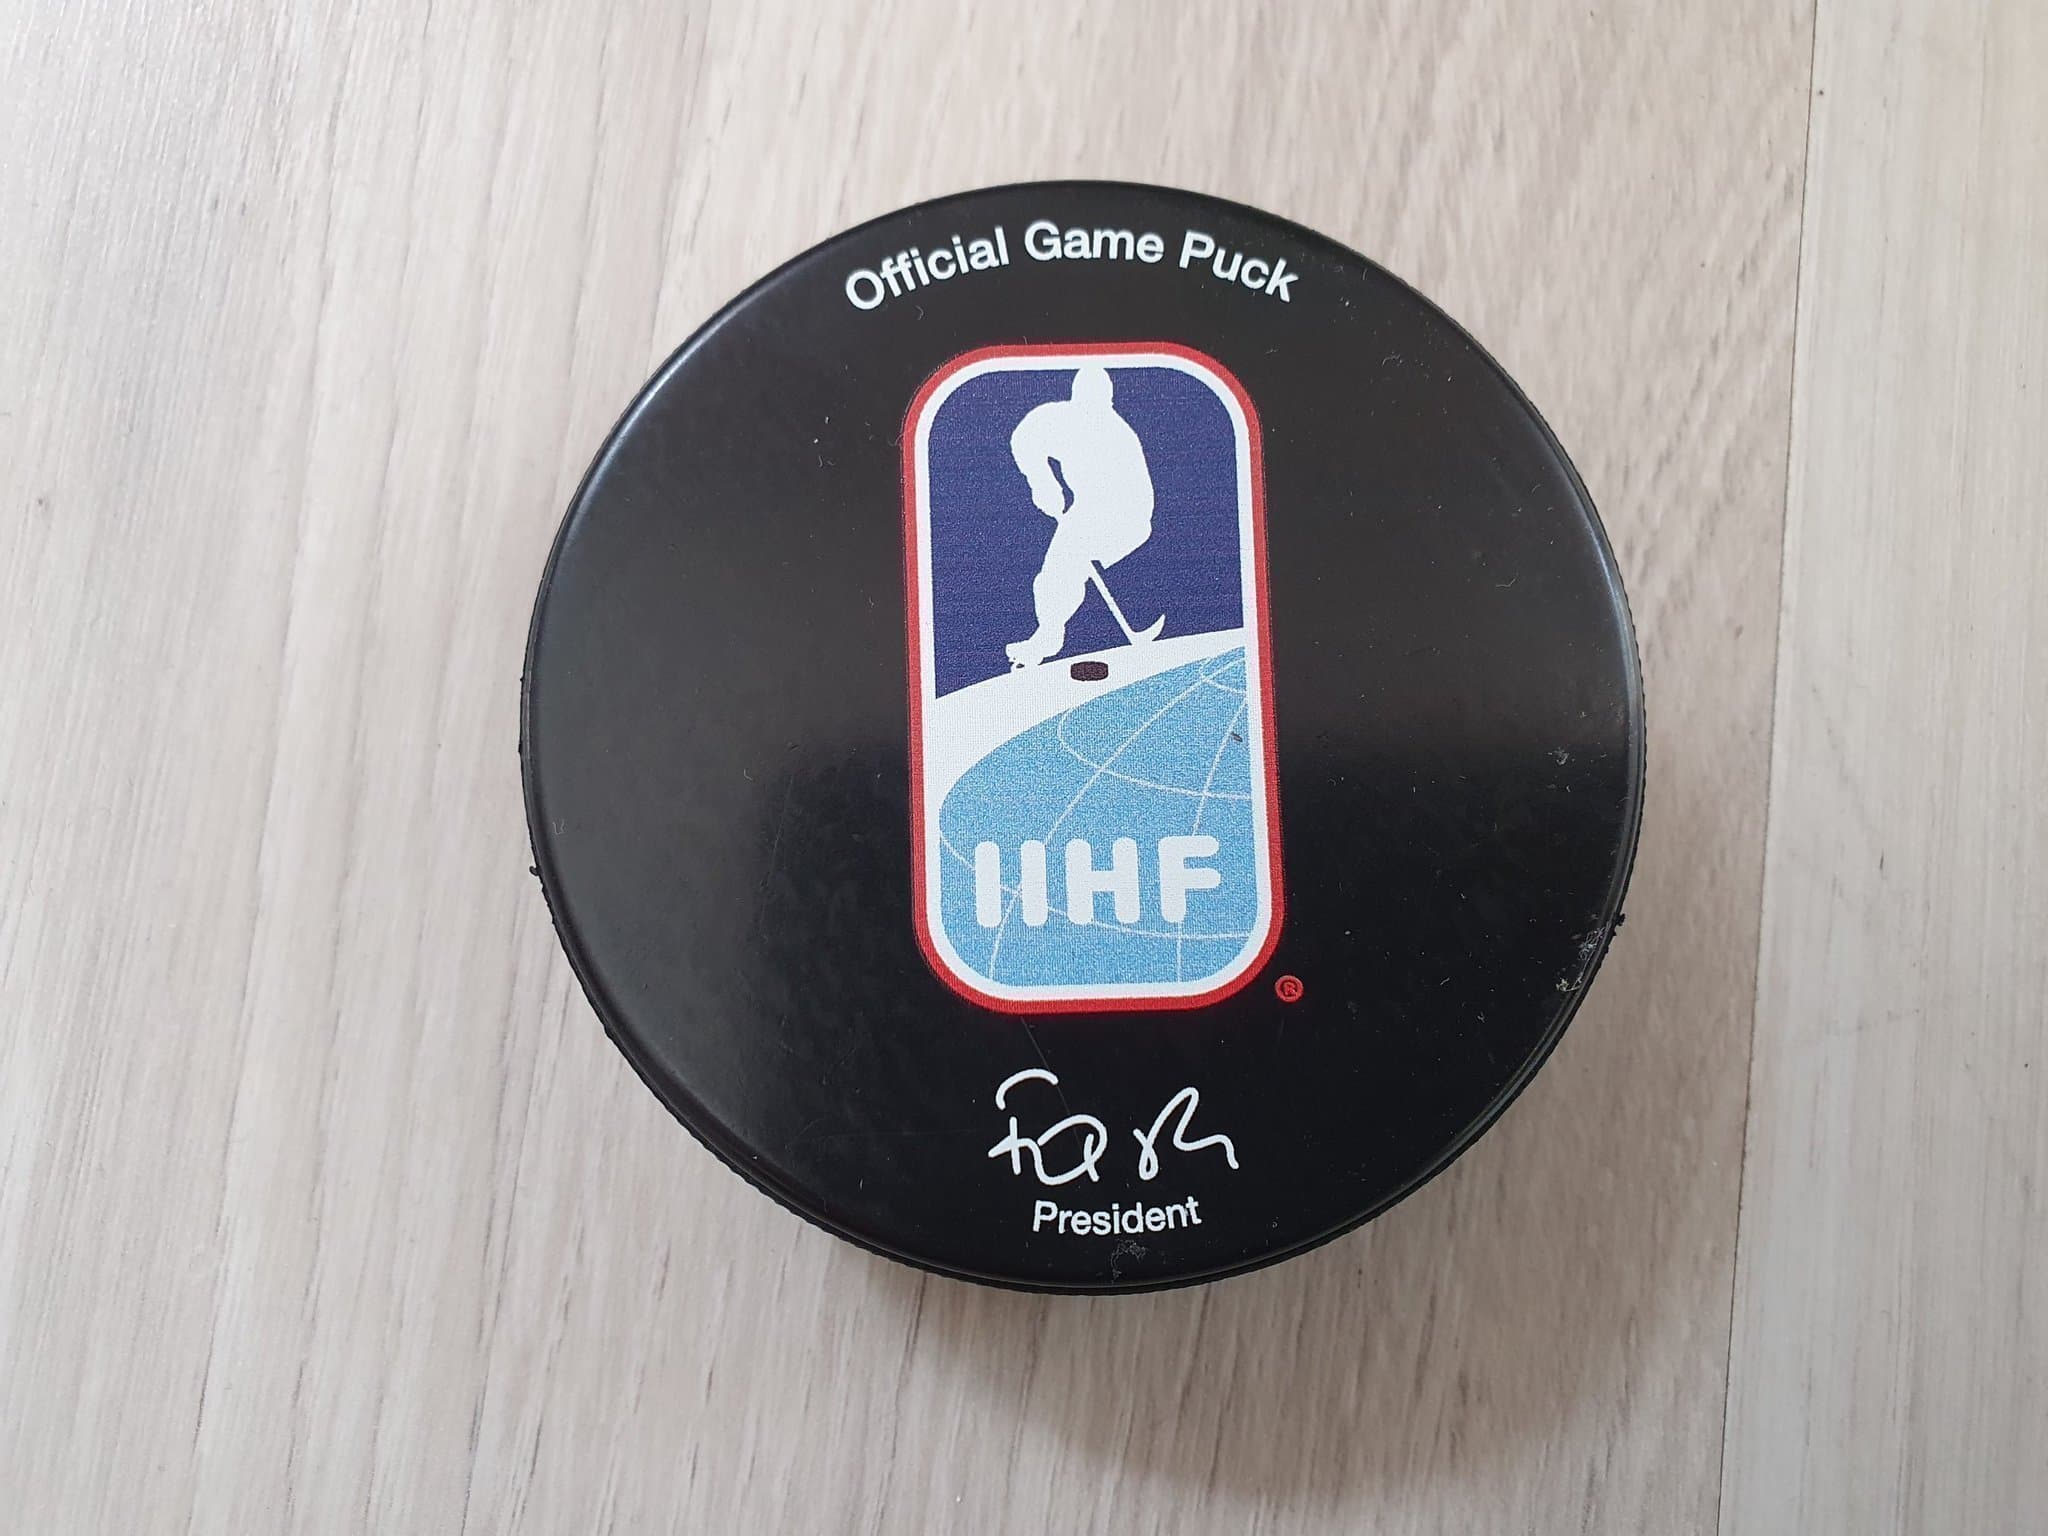 Official Game Puck
IIHF
®
President